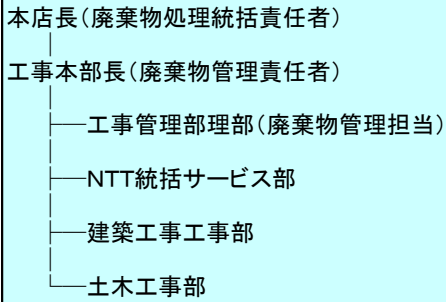 本店長(廃棄物処理統括責任者)
工事本部長(廃棄物管理責任者)
工事管理部理部(廃棄物管理担当)
NTT統括サービス部
建築工事工事部
土木工事部